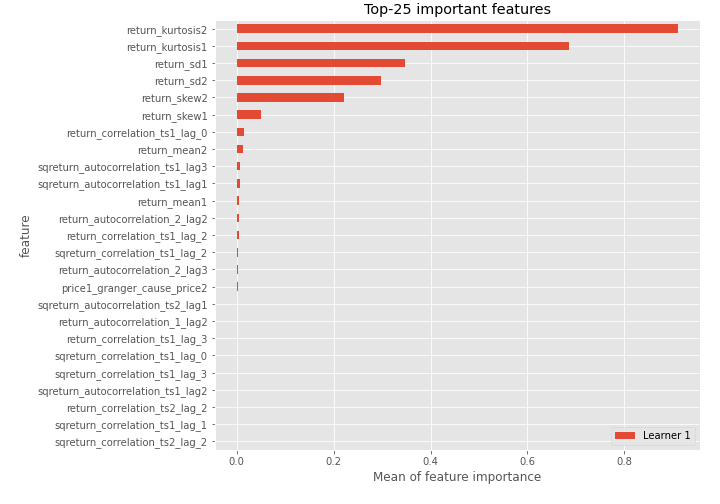 Top-25 important features
return_kurtosis2
return_kurtosis1
return_sd1
return_sd2
return_skew2
return_skew1
return_correlation_ts1_lag_0
return_mean2
sqreturn_autocorrelation_ts1_lag3
sqreturn_autocorrelation_ts1_lag1
return_mean1
return_autocorrelation_2_lag2
return_correlation_ts1_lag_2
sqreturn_correlation_ts1_lag_2
return_autocorrelation_2_lag3
price1_granger_cause_price2
sqreturn_autocorrelation_ts2_lag1
return_autocorrelation_1_lag2
return_correlation_ts1_lag_3
sqreturn_correlation_ts1_lag_0
sqreturn_correlation_ts1_lag_3
sqreturn_autocorrelation_ts1_lag2
return_correlation_ts2_lag_2
sqreturn_correlation_ts1_lag_1
sqreturn_correlation_ts2_lag_2
feature
Learner 1
0.0 0.2 0.4 0.6 0.8
Mean of feature importance